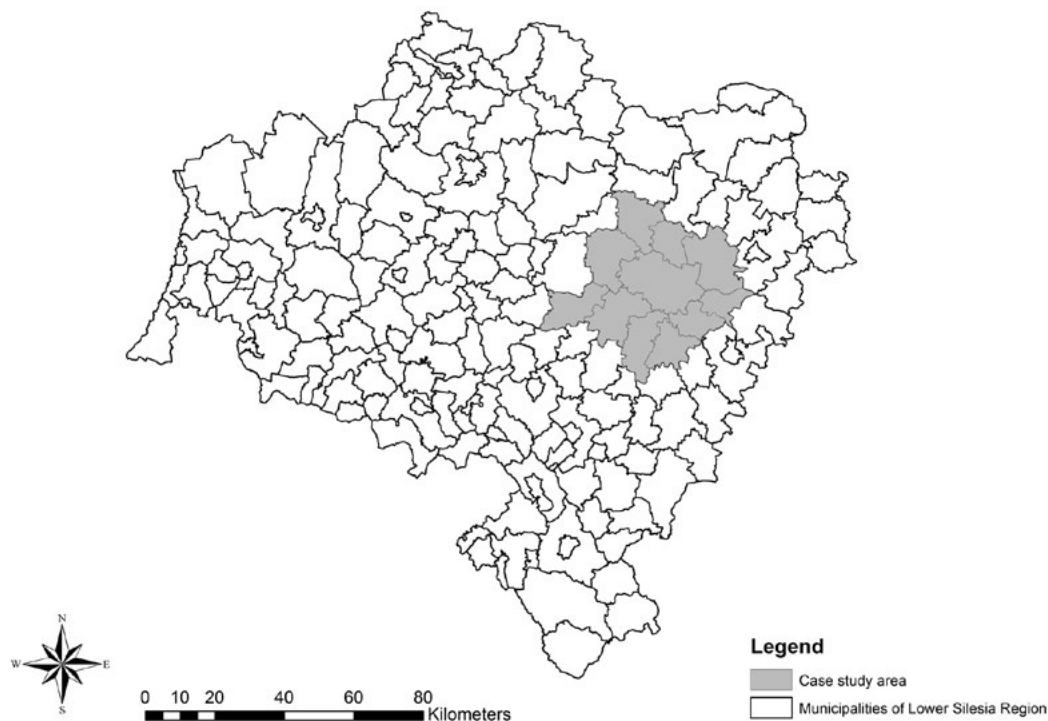 N
W E
S
0 10 20 40 60 80
Kilometers
Legend
Case study area
Municipalities of Lower Silesia Region